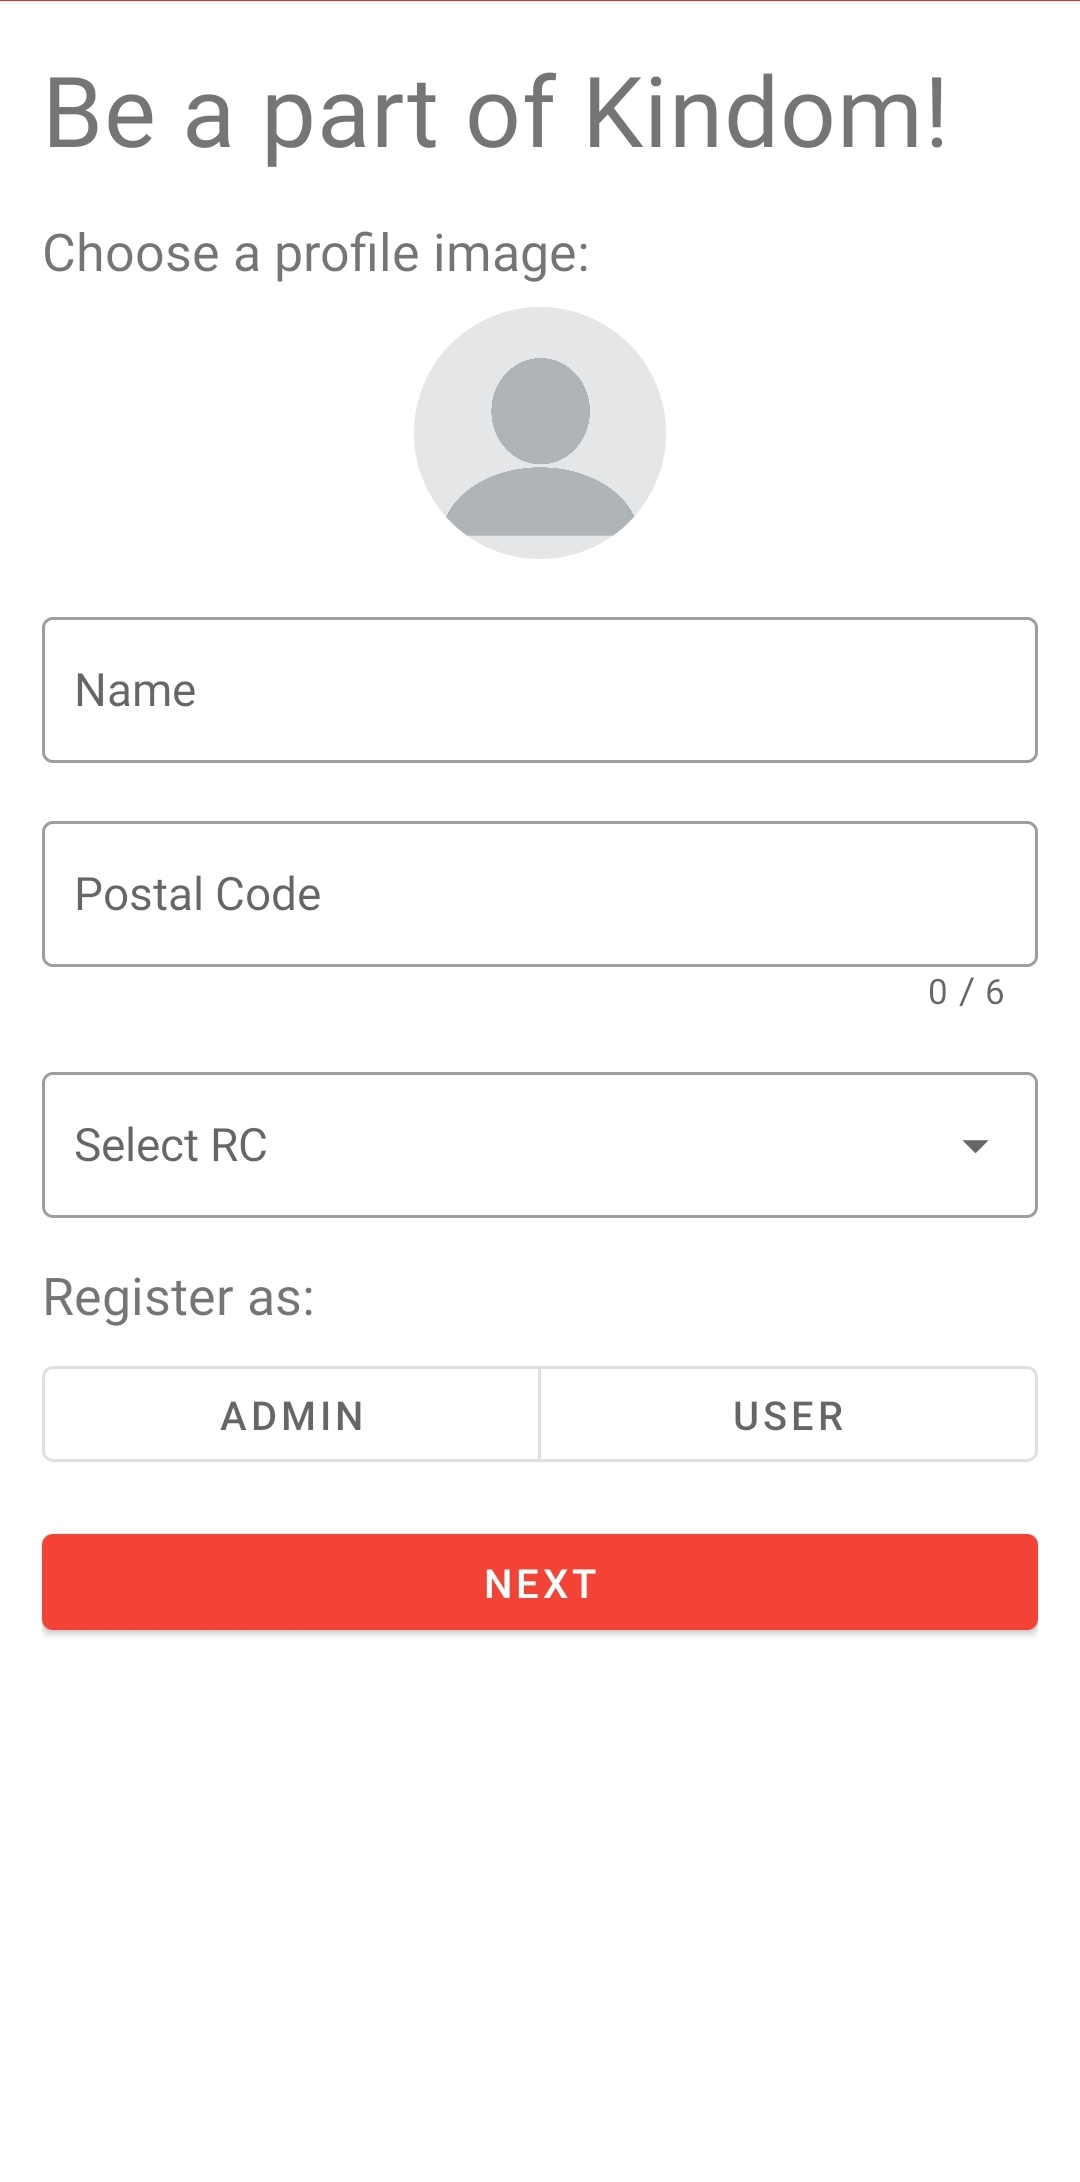 Be a part of Kindom!
Choose a profile image:
Name
Postal Code
0 / 6
Select RC
Register as:
ADMIN
USER
NEXT